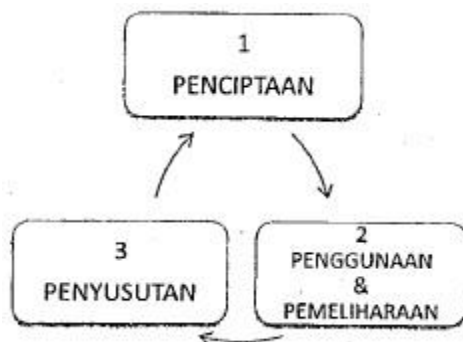 1
PENCIPTAAN
3
PENYUSUTAN
2
PENGGUNAAN
&
PEMELIHARAAN